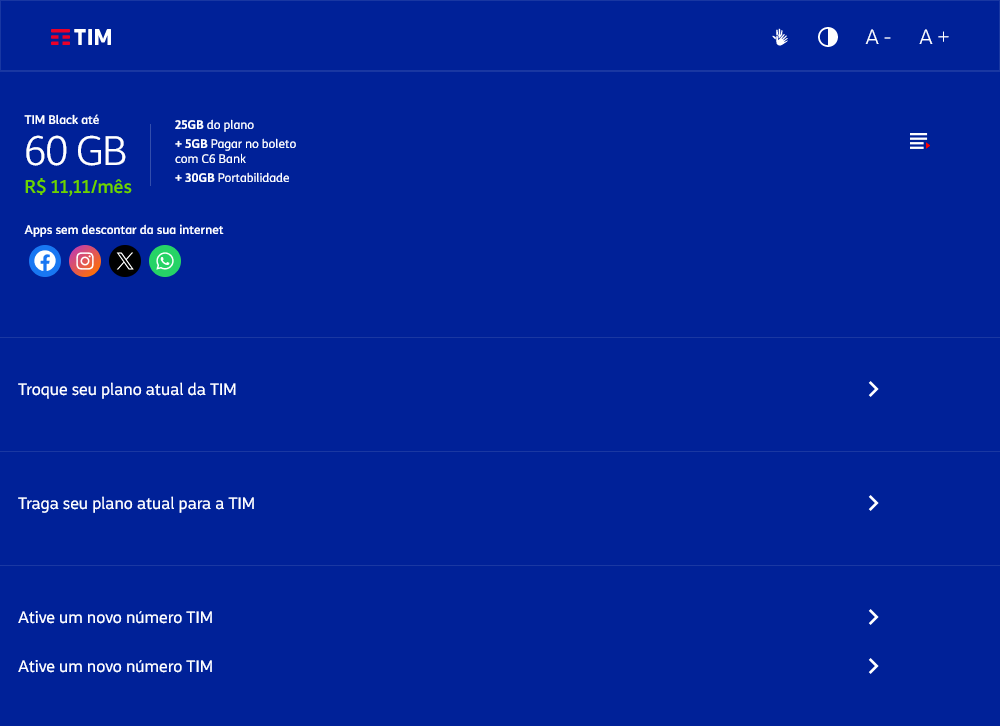 TIM
A -
A +
TIM Black até
60 GB
R$ 11,11/mês
25GB do plano
+ 5GB Pagar no boleto
com C6 Bank
+ 30GB Portabilidade
Apps sem descontar da sua internet
Troque seu plano atual da TIM
Traga seu plano atual para a TIM
Ative um novo número TIM
Ative um novo número TIM